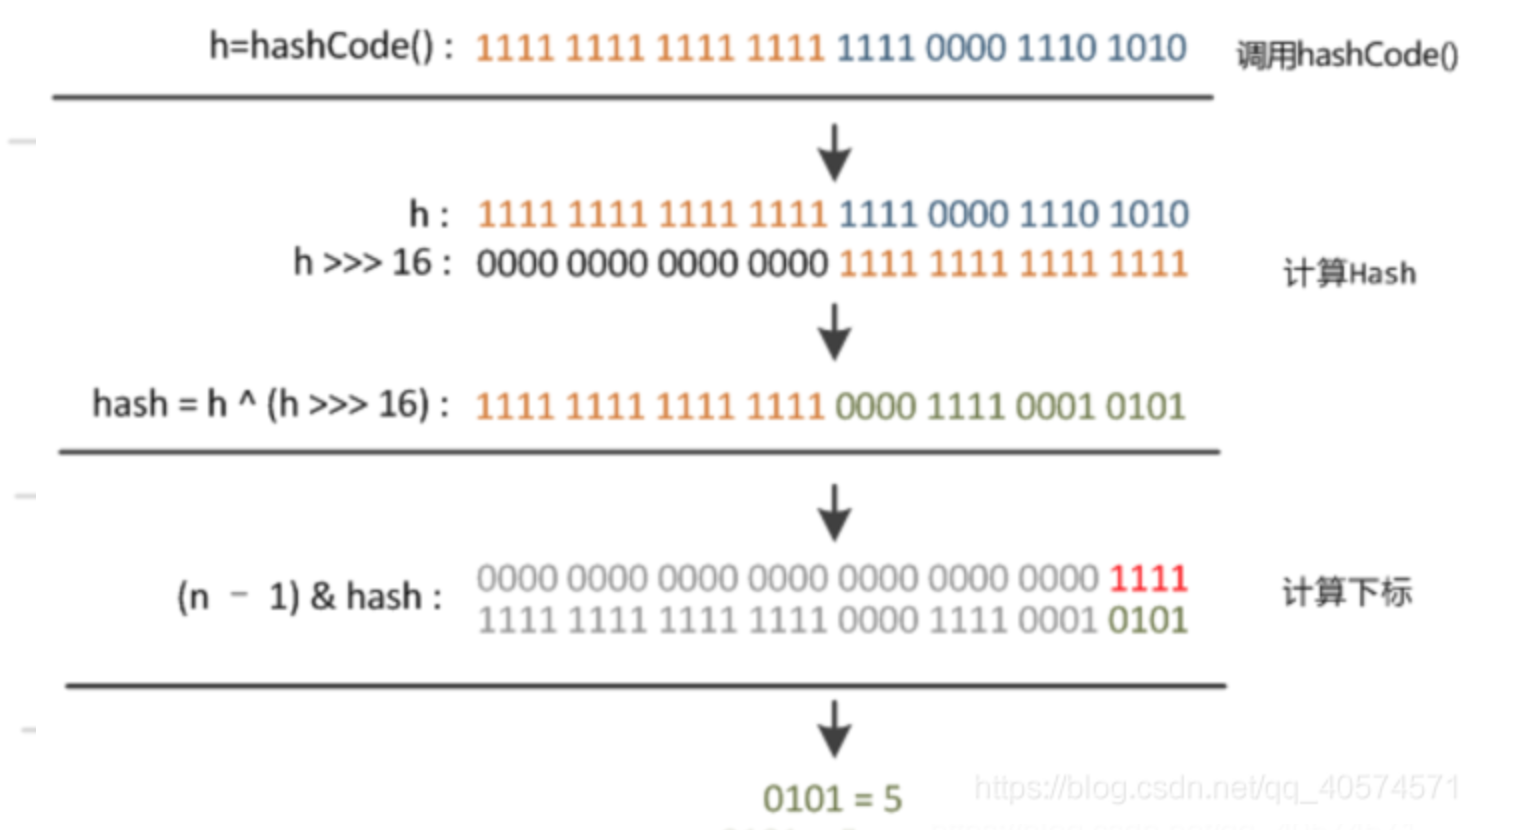 h=hashCode() : 1111 1111 1111 1111 1111 0000 1110 1010 调用hashCode()
h : 1111 1111 1111 1111 1111 0000 1110 1010
h >>> 16 : 0000 0000 0000 0000 1111 1111 1111 1111
计算Hash
hash = h ^ (h >>> 16) : 1111 1111 1111 1111 0000 1111 0001 0101
0000 0000 0000 0000 0000 0000 0000 1111
(n - 1) & hash : 计算下标
1111 1111 1111 1111 0000 1111 0001 0101
0101 = 5
https://blog.csdn.net/qq_40574571